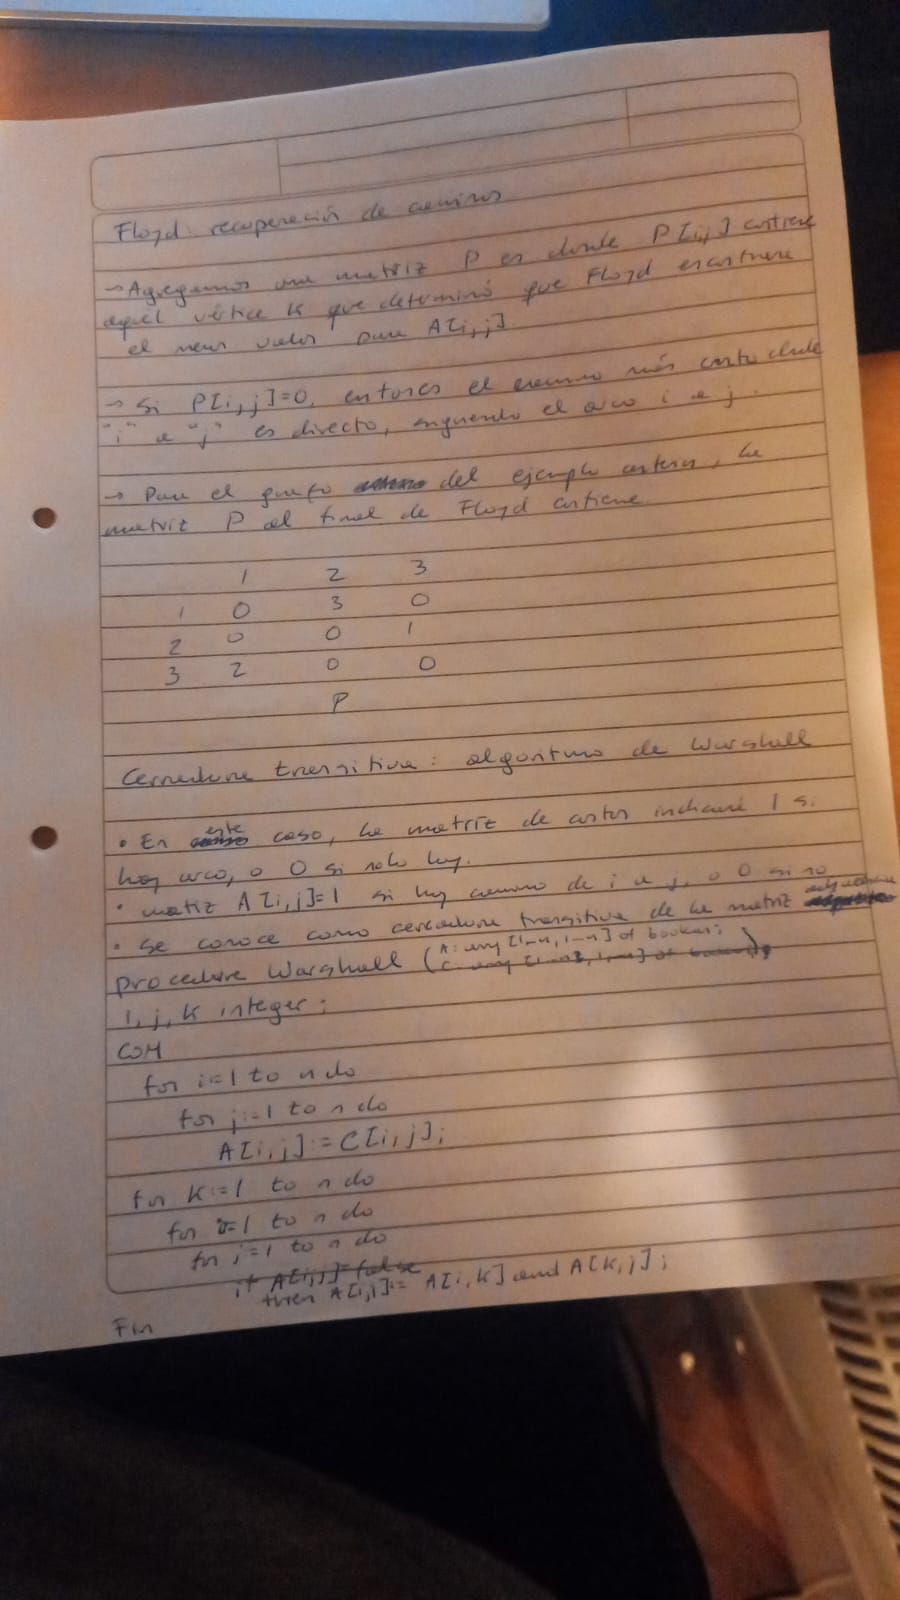 Floyd: recuperación de caminos
→ Agregamos una matriz P en donde P[i,j] contiene
aquel vértice K que determinó que Floyd encontrara
el menor valor para A[i,j]
→ Si P[i,j]=0, entonces el camino más corto desde
"i" a "j" es directo, siguiendo el arco i a j.
→ Para el grafo del ejemplo anterior, la
matriz P al final de Floyd contiene
1 2 3
1 0 3 0
2 0 0 1
3 2 0 0
P
Cerradura transitiva: algoritmo de Warshall
• En este caso, la matriz de costos indicará 1 si
hay arco, o 0 si no lo hay.
• matiz A[i,j]=1 si hay camino de i a j, o 0 si no
• Se conoce como cerradura transitiva de la matriz adyacencia
procedure Warshall (A: array [1-n, 1-n] of boolean;
C: array [1-n, 1-n] of boolean);
i, j, k integer;
COM
for i=1 to n do
for j:=1 to n do
A[i,j]:= C[i,j];
for K:=1 to n do
for i=1 to n do
for j=1 to n do
if A[i,j]=false
then A[i,j]:= A[i,K] and A[K,j];
Fin